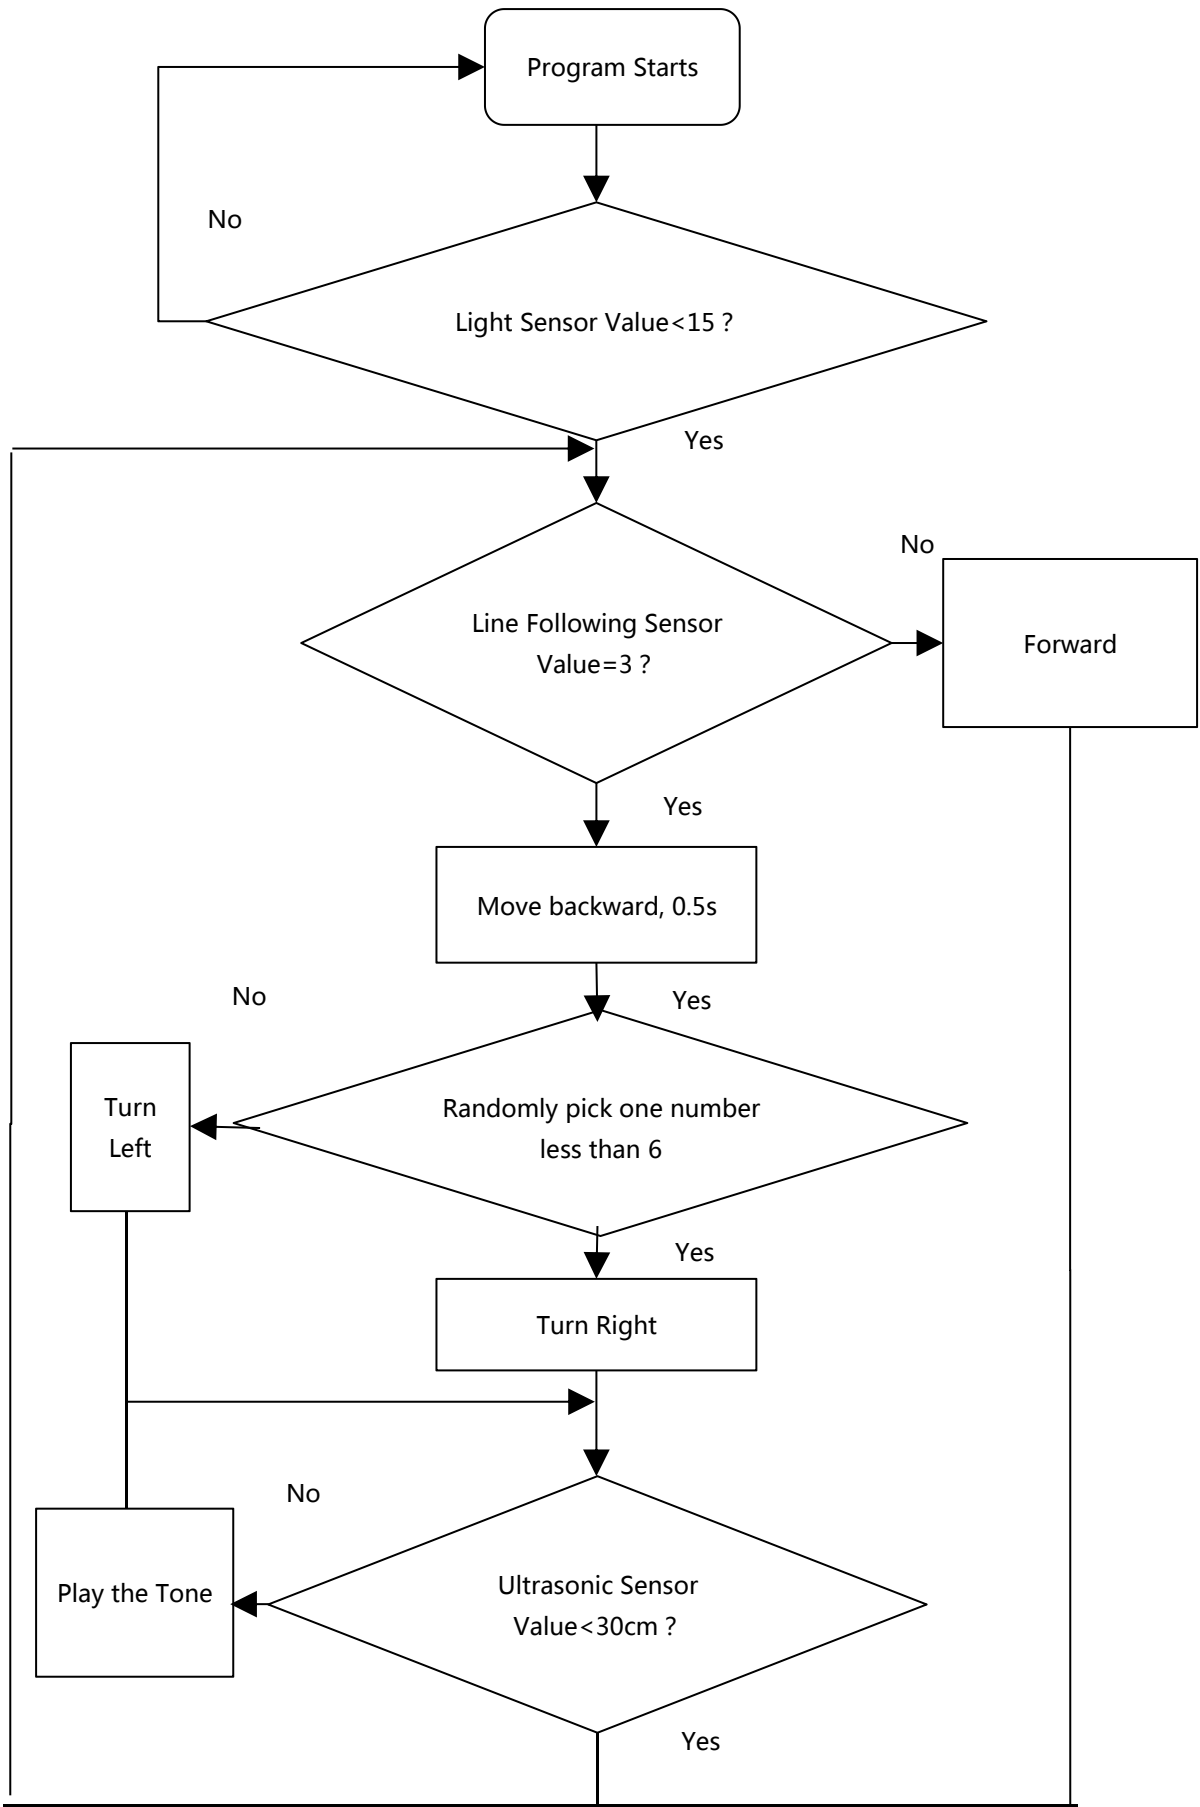 Program Starts
No
Light Sensor Value<15 ?
Yes
No
Line Following Sensor
Value=3 ?
Forward
Yes
Move backward, 0.5s
No
Yes
Turn
Left
Randomly pick one number
less than 6
Yes
Turn Right
No
Play the Tone
Ultrasonic Sensor
Value<30cm ?
Yes